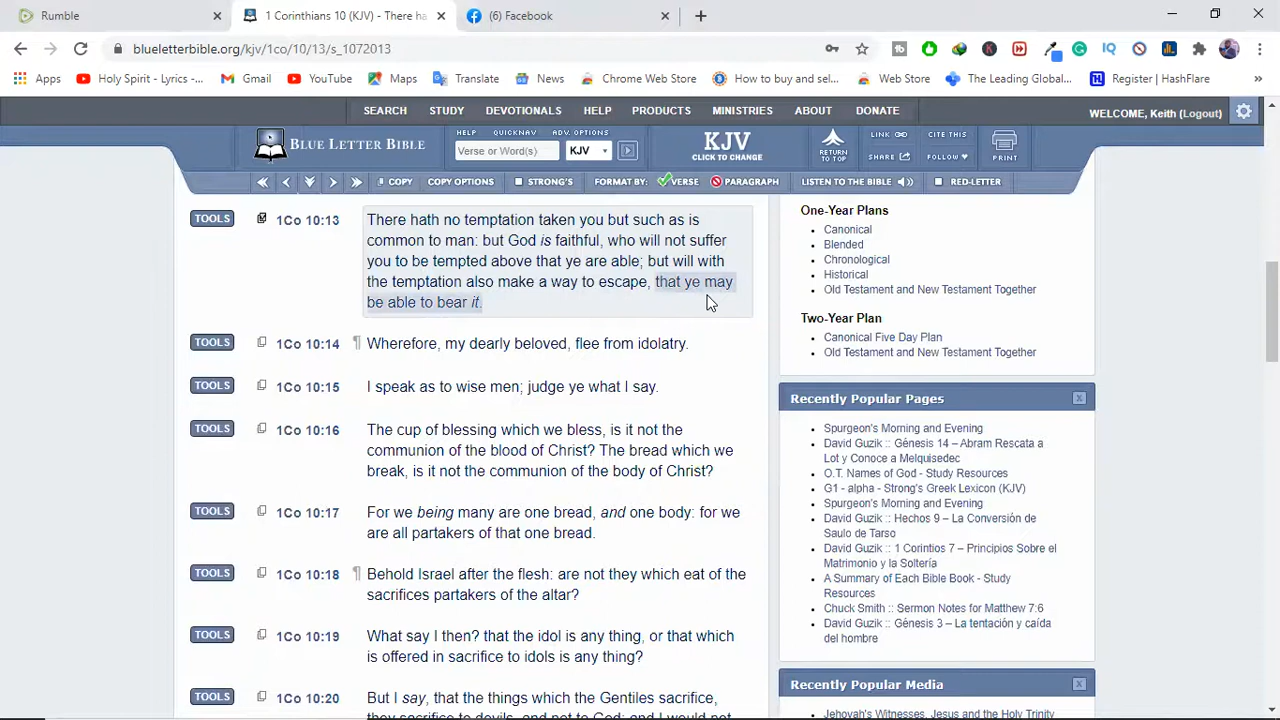 Rumble
1 Corinthians 10 (KJV) - There ha
(6) Facebook
blueletterbible.org/kjv/1co/10/13/s_1072013
Apps
Holy Spirit - Lyrics -...
Gmail
YouTube
Maps
Translate
News
Chrome Web Store
How to buy and sel...
Web Store
The Leading Global...
Register | HashFlare
SEARCH STUDY DEVOTIONALS HELP PRODUCTS MINISTRIES ABOUT DONATE
WELCOME, Keith (Logout)
BLUE LETTER BIBLE
HELP QUICKNAV ADV. OPTIONS
Verse or Word(s)
KJV
KJV
CLICK TO CHANGE
RETURN
TO TOP
LINK
SHARE
CITE THIS
FOLLOW
PRINT
COPY COPY OPTIONS STRONG'S FORMAT BY: VERSE PARAGRAPH LISTEN TO THE BIBLE RED-LETTER
TOOLS 1Co 10:13 There hath no temptation taken you but such as is
common to man: but God is faithful, who will not suffer
you to be tempted above that ye are able; but will with
the temptation also make a way to escape, that ye may
be able to bear it.
TOOLS 1Co 10:14 ¶ Wherefore, my dearly beloved, flee from idolatry.
TOOLS 1Co 10:15 I speak as to wise men; judge ye what I say.
TOOLS 1Co 10:16 The cup of blessing which we bless, is it not the
communion of the blood of Christ? The bread which we
break, is it not the communion of the body of Christ?
TOOLS 1Co 10:17 For we being many are one bread, and one body: for we
are all partakers of that one bread.
TOOLS 1Co 10:18 ¶ Behold Israel after the flesh: are not they which eat of the
sacrifices partakers of the altar?
TOOLS 1Co 10:19 What say I then? that the idol is any thing, or that which
is offered in sacrifice to idols is any thing?
TOOLS 1Co 10:20 But I say, that the things which the Gentiles sacrifice,
they sacrifice to devils, and not to God: and I would not
One-Year Plans
Canonical
Blended
Chronological
Historical
Old Testament and New Testament Together
Two-Year Plan
Canonical Five Day Plan
Old Testament and New Testament Together
Recently Popular Pages
Spurgeon's Morning and Evening
David Guzik :: Génesis 14 – Abram Rescata a
Lot y Conoce a Melquisedec
O.T. Names of God - Study Resources
G1 - alpha - Strong's Greek Lexicon (KJV)
Spurgeon's Morning and Evening
David Guzik :: Hechos 9 – La Conversión de
Saulo de Tarso
David Guzik :: 1 Corintios 7 – Principios Sobre el
Matrimonio y la Soltería
A Summary of Each Bible Book - Study
Resources
Chuck Smith :: Sermon Notes for Matthew 7:6
David Guzik :: Génesis 3 – La tentación y caída
del hombre
Recently Popular Media
Jehovah's Witnesses, Jesus and the Holy Trinity